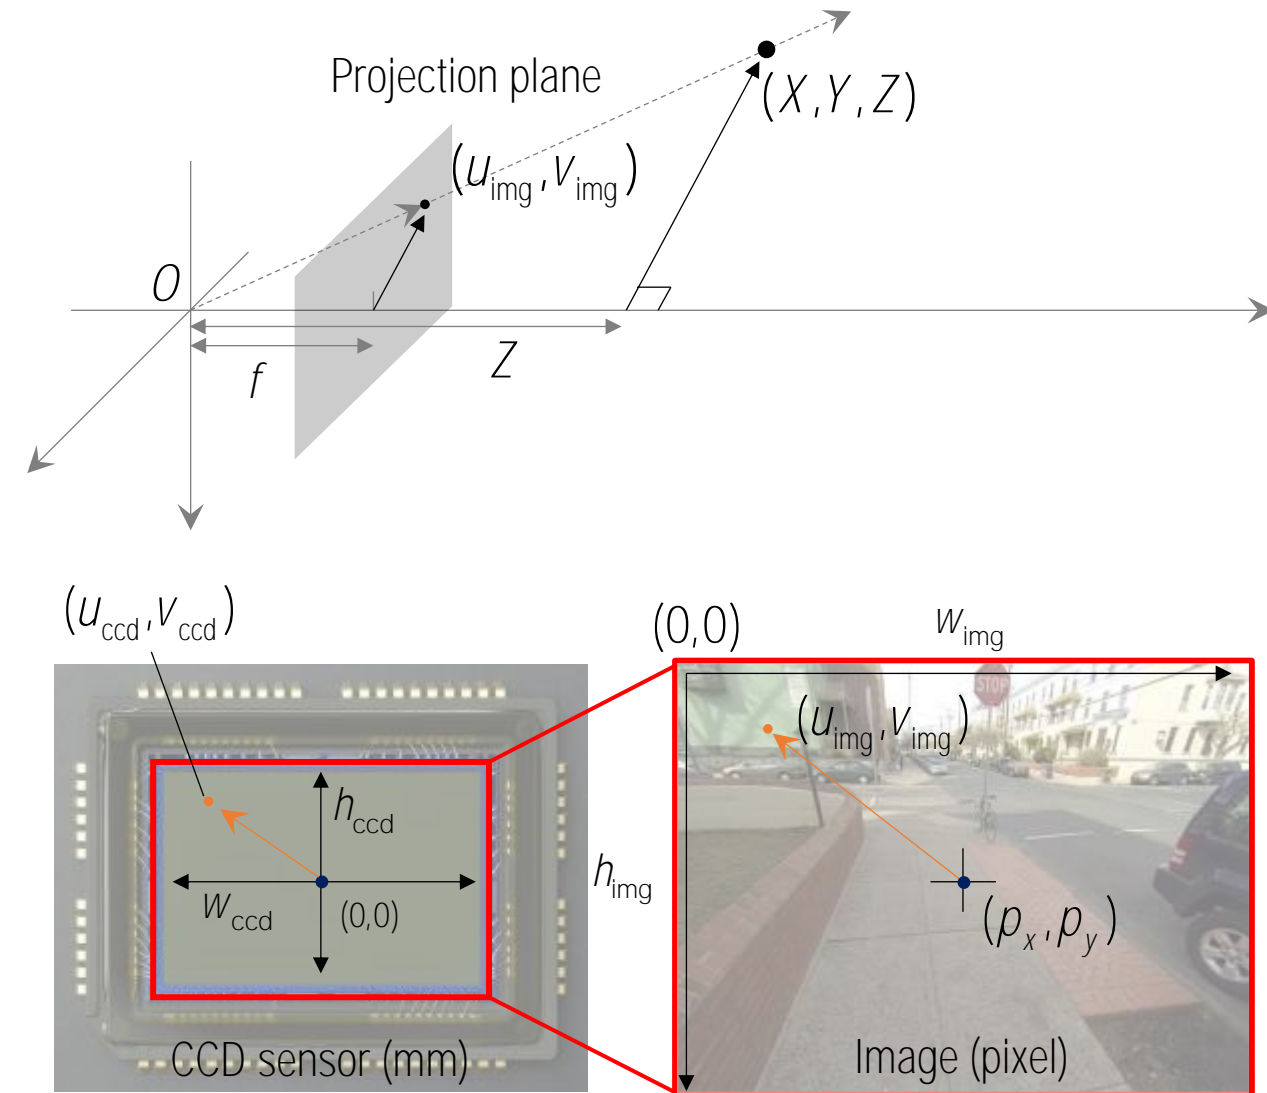 Projection plane
(X,Y,Z)
(u_img,v_img)
O
Z
f
(u_ccd,v_ccd)
(0,0)
w_img
STOP
(u_img,v_img)
h_ccd
h_img
w_ccd
(0,0)
(p_x,p_y)
CCD sensor (mm)
Image (pixel)